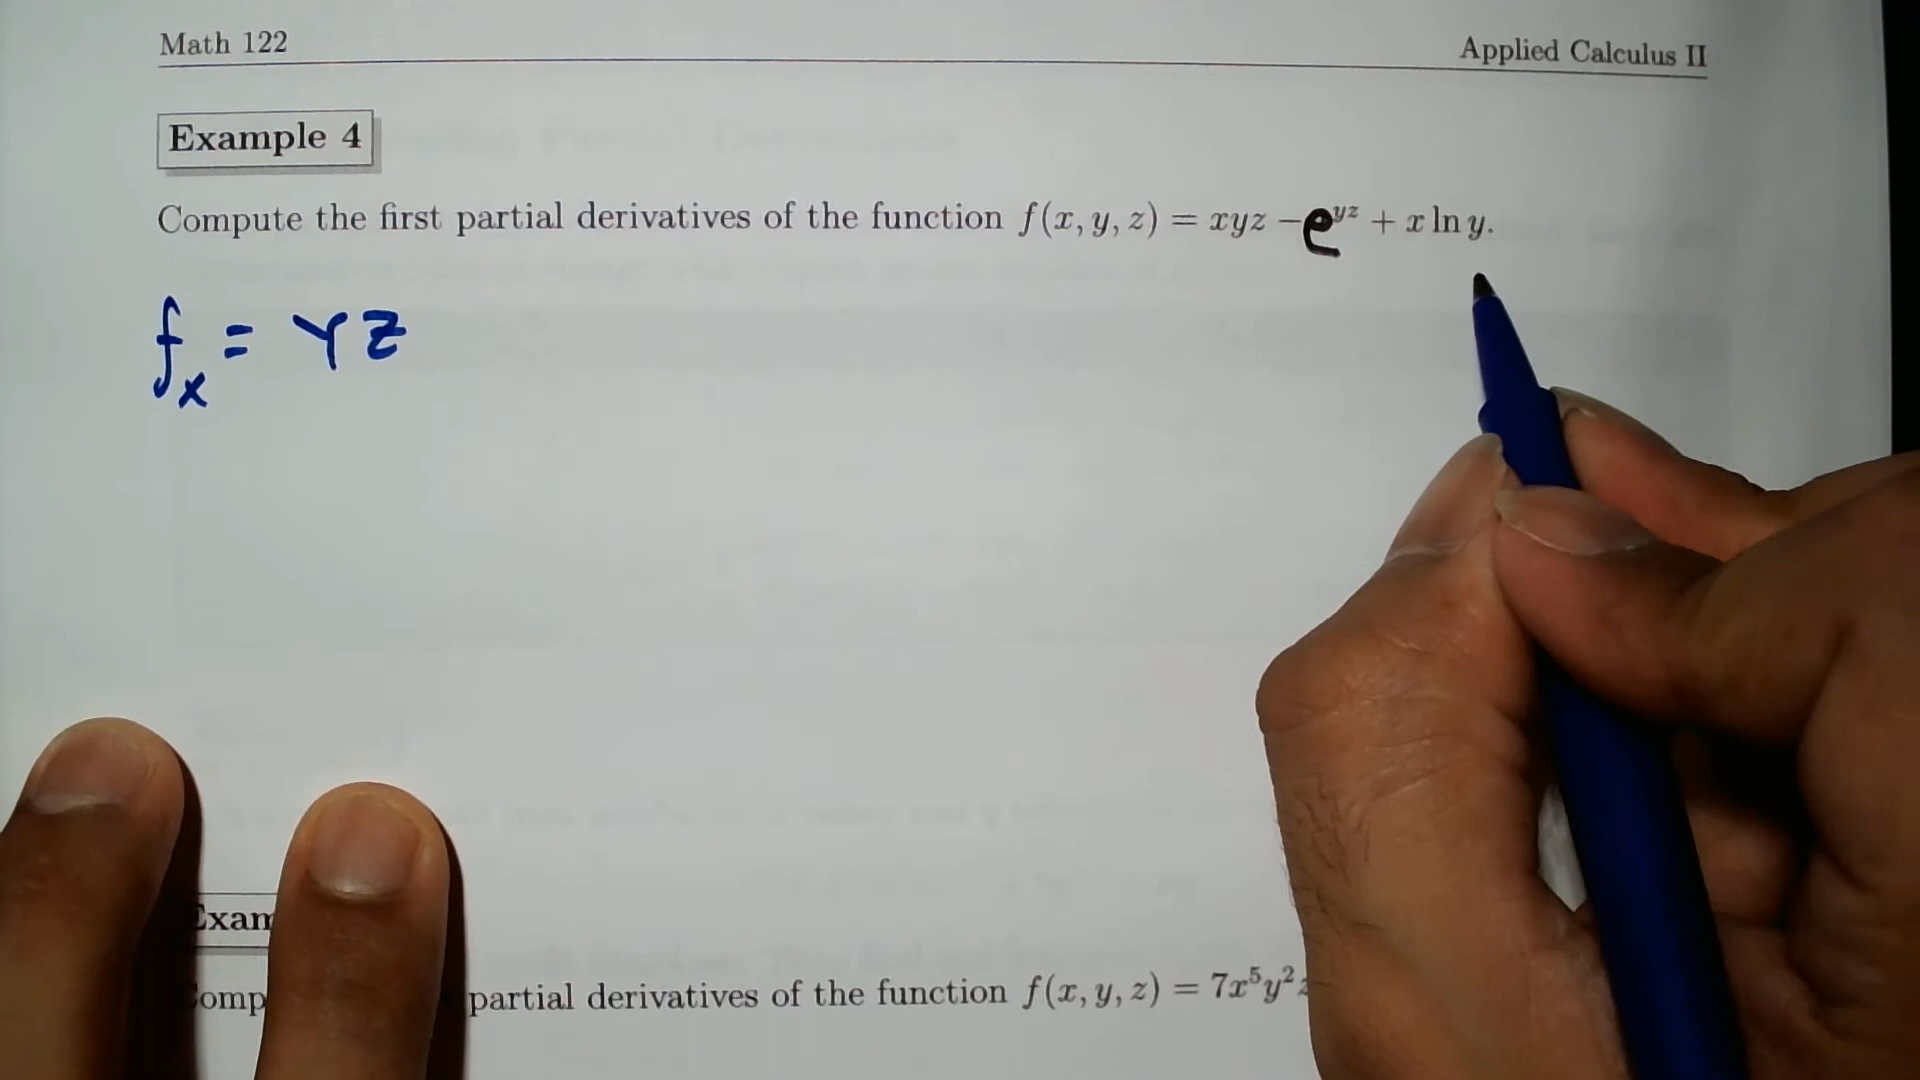 Math 122 Applied Calculus II
Example 4
Compute the first partial derivatives of the function f(x, y, z) = xyz − e^{yz} + x ln y.
f_x = YZ
partial derivatives of the function f(x, y, z) = 7x^5y^2